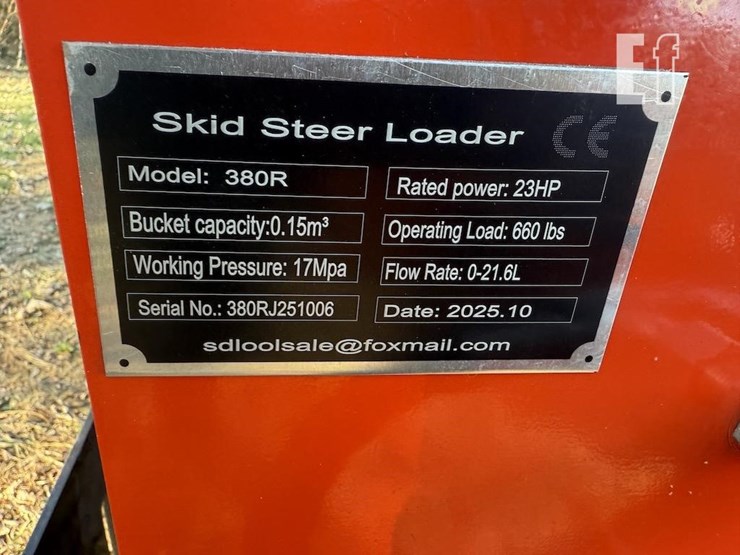 Ef
Skid Steer Loader CE
Model: 380R
Rated power: 23HP
Bucket capacity:0.15m³
Operating Load: 660 lbs
Working Pressure: 17Mpa
Flow Rate: 0-21.6L
Serial No.: 380RJ251006
Date: 2025.10
sdloolsale@foxmail.com